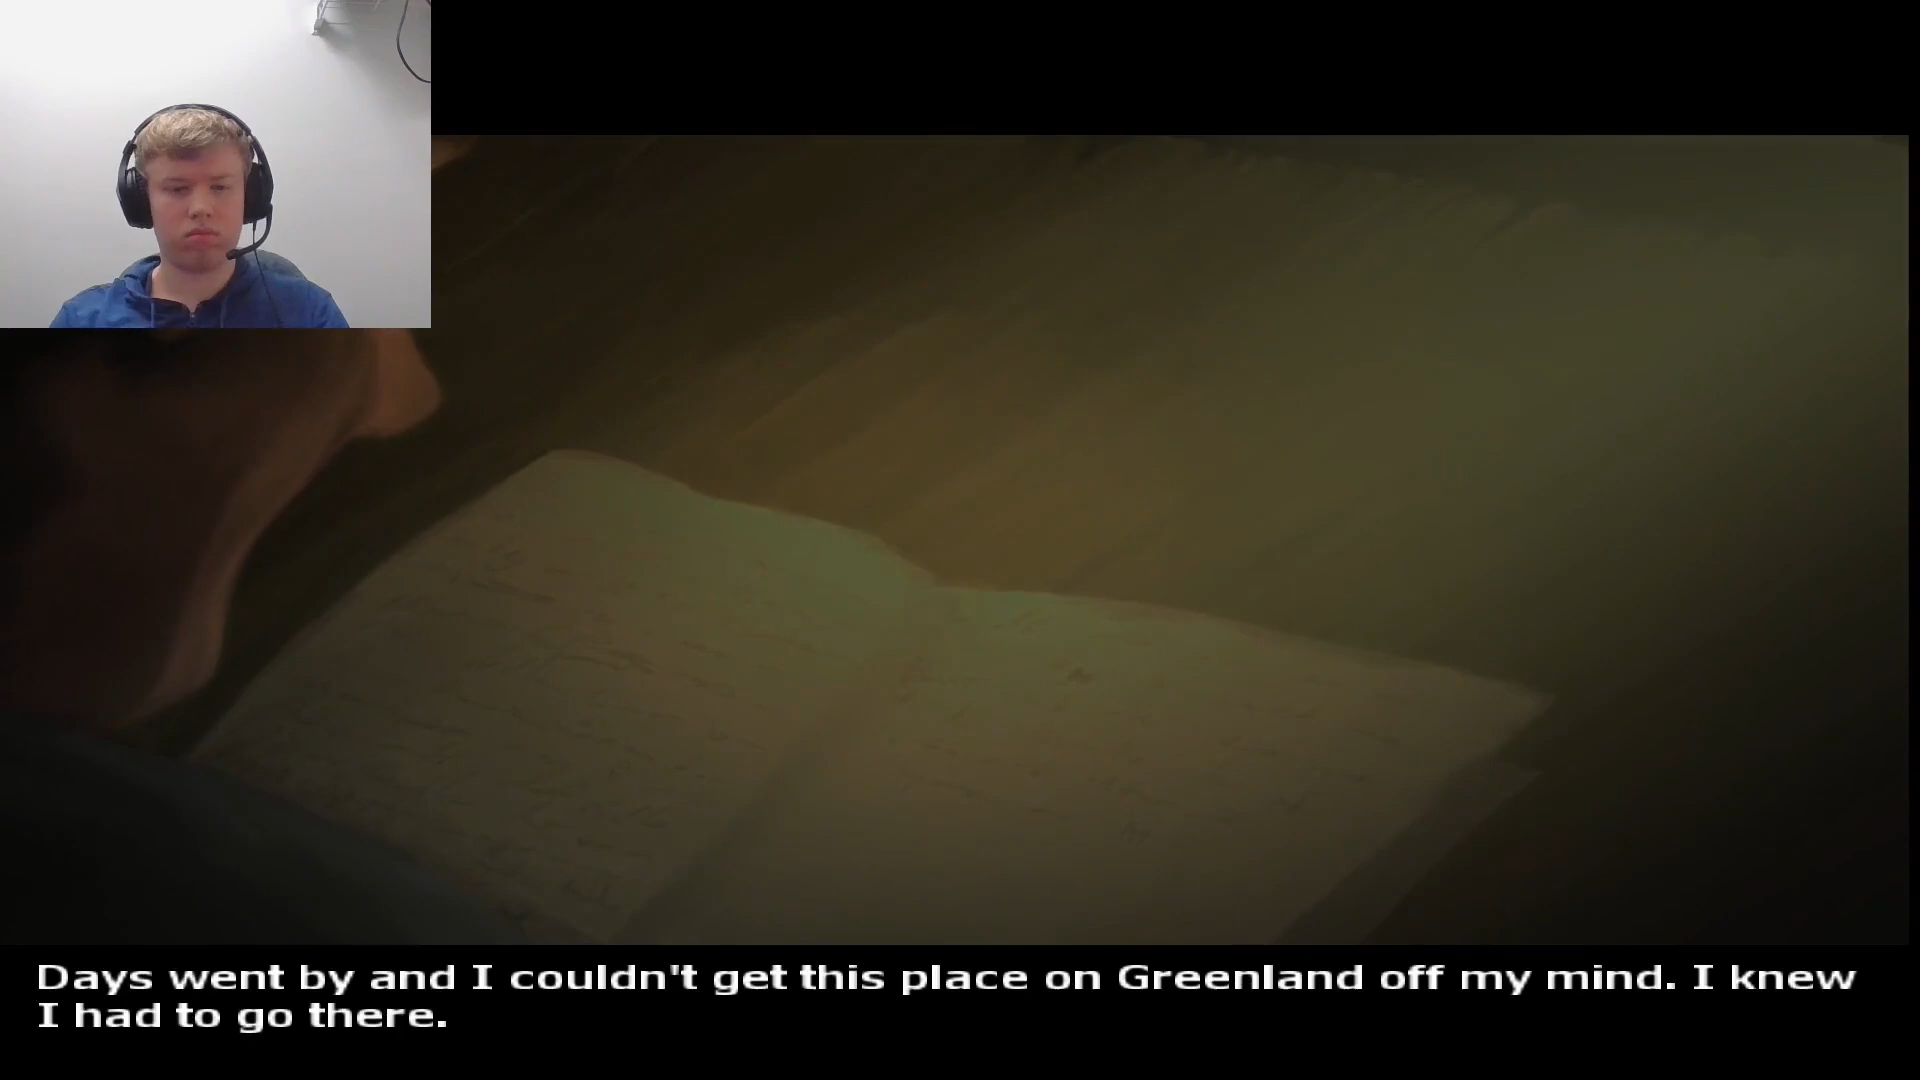 Days went by and I couldn't get this place on Greenland off my mind. I knew
I had to go there.